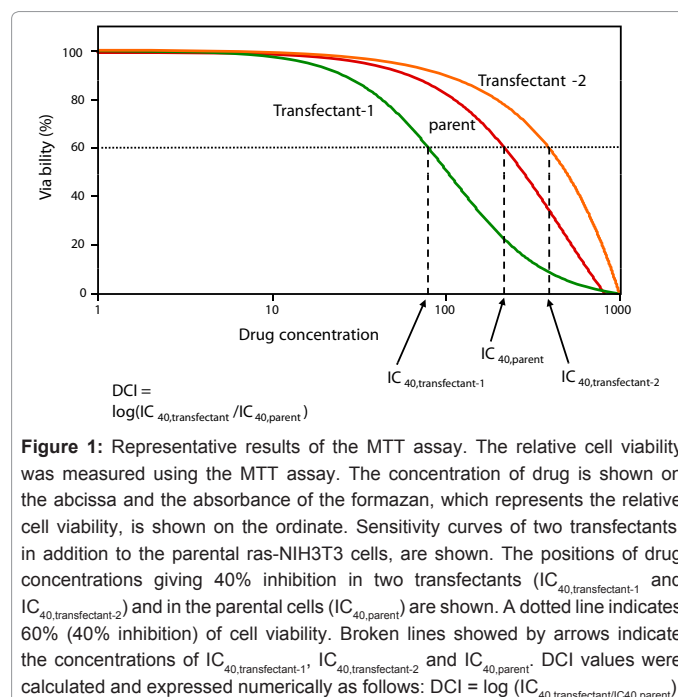 100
80
60
40
20
0
Viability (%)
Transfectant -2
Transfectant-1
parent
1
10
100
1000
Drug concentration
IC 40,parent
IC 40,transfectant-1
IC 40,transfectant-2
DCI =
log(IC 40,transfectant /IC40,parent)
Figure 1: Representative results of the MTT assay. The relative cell viability
was measured using the MTT assay. The concentration of drug is shown on
the abcissa and the absorbance of the formazan, which represents the relative
cell viability, is shown on the ordinate. Sensitivity curves of two transfectants
in addition to the parental ras-NIH3T3 cells, are shown. The positions of drug
concentrations giving 40% inhibition in two transfectants (IC40,transfectant-1 and
IC40,transfectant-2) and in the parental cells (IC40,parent) are shown. A dotted line indicates
60% (40% inhibition) of cell viability. Broken lines showed by arrows indicate
the concentrations of IC40,transfectant-1, IC40,transfectant-2 and IC40,parent. DCI values were
calculated and expressed numerically as follows: DCI = log (IC40,transfectant/IC40,parent)